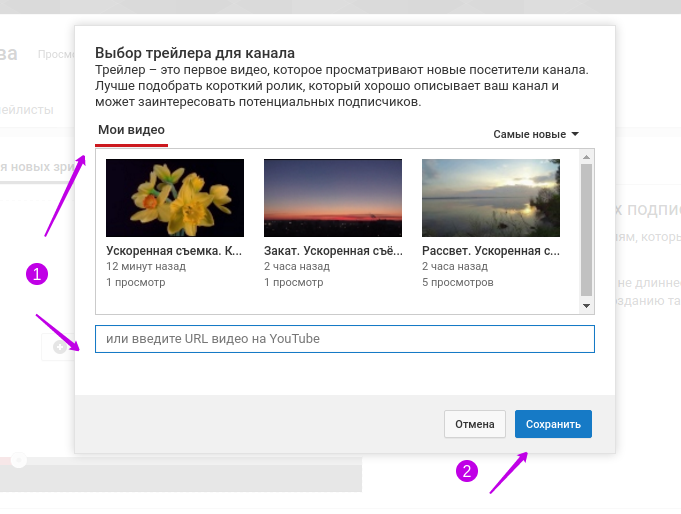 ва
Просм
ейлисты
я новых зри
Выбор трейлера для канала
Трейлер – это первое видео, которое просматривают новые посетители канала.
Лучше подобрать короткий ролик, который хорошо описывает ваш канал и
может заинтересовать потенциальных подписчиков.
Мои видео
Самые новые
Ускоренная съемка. К...
12 минут назад
1 просмотр
Закат. Ускоренная съё...
2 часа назад
1 просмотр
Рассвет. Ускоренная с...
2 часа назад
5 просмотров
или введите URL видео на YouTube
Отмена
Сохранить
1
2
х подпис
ям, которы
не длиннее
озданию та